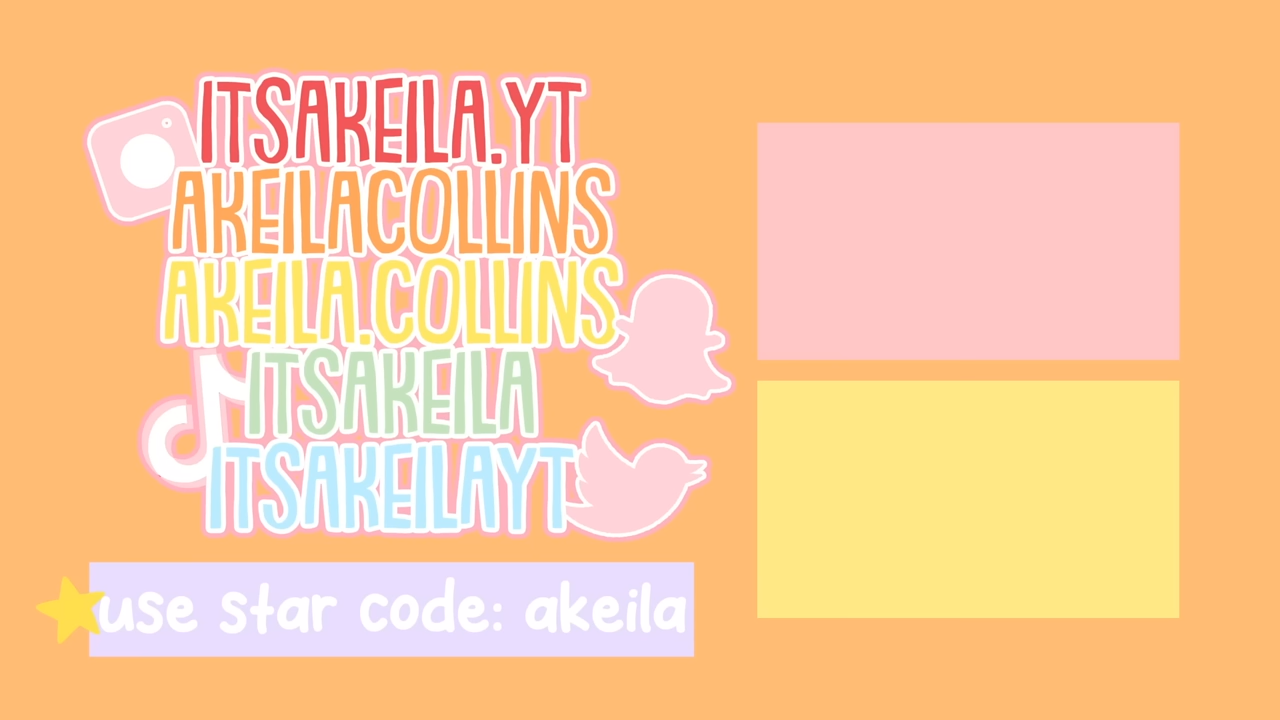 ITSAKEILA.YT
AKEILACOLLINS
AKEILA.COLLINS
ITSAKEILA
ITSAKEILAYT
use star code: akeila